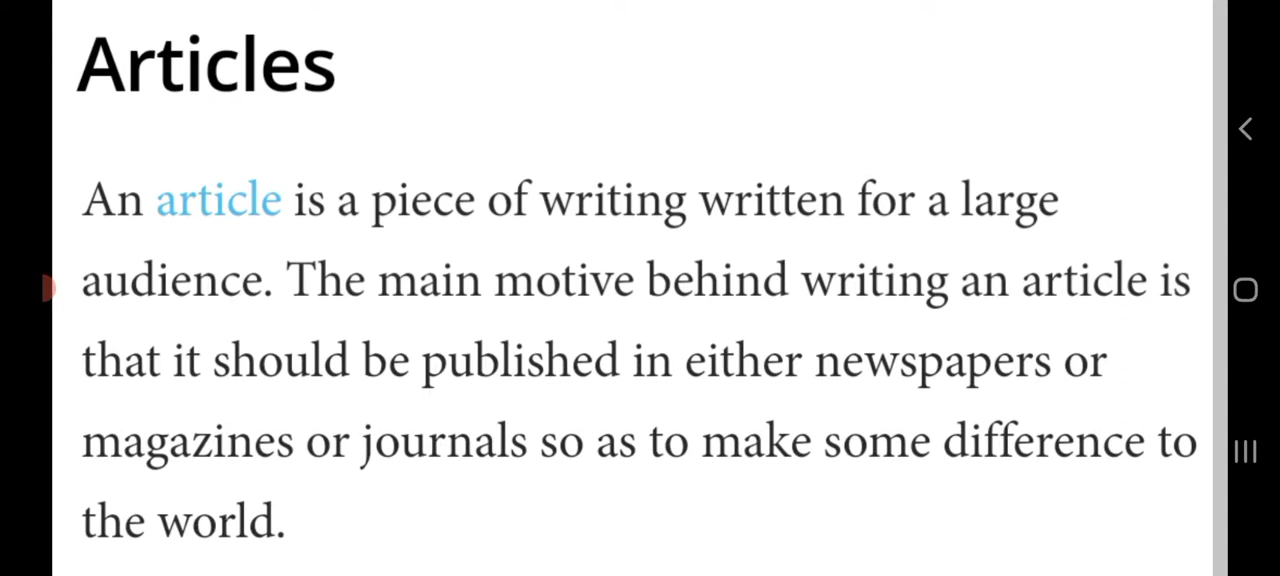 Articles
An article is a piece of writing written for a large
audience. The main motive behind writing an article is
that it should be published in either newspapers or
magazines or journals so as to make some difference to
the world.